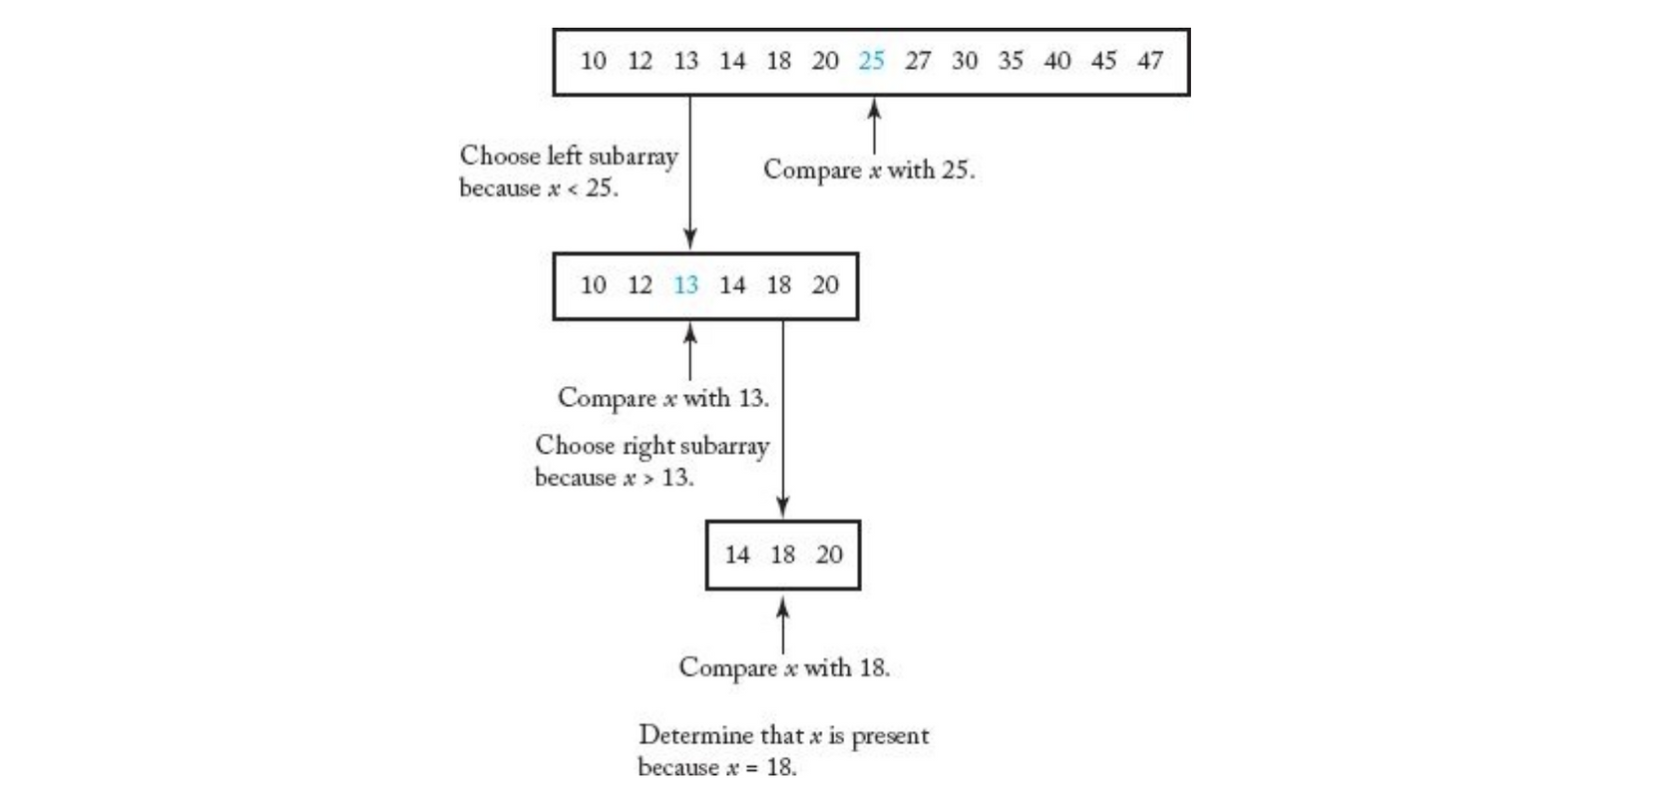 10 12 13 14 18 20 25 27 30 35 40 45 47
Choose left subarray
because x < 25.
Compare x with 25.
10 12 13 14 18 20
Compare x with 13.
Choose right subarray
because x > 13.
14 18 20
Compare x with 18.
Determine that x is present
because x = 18.